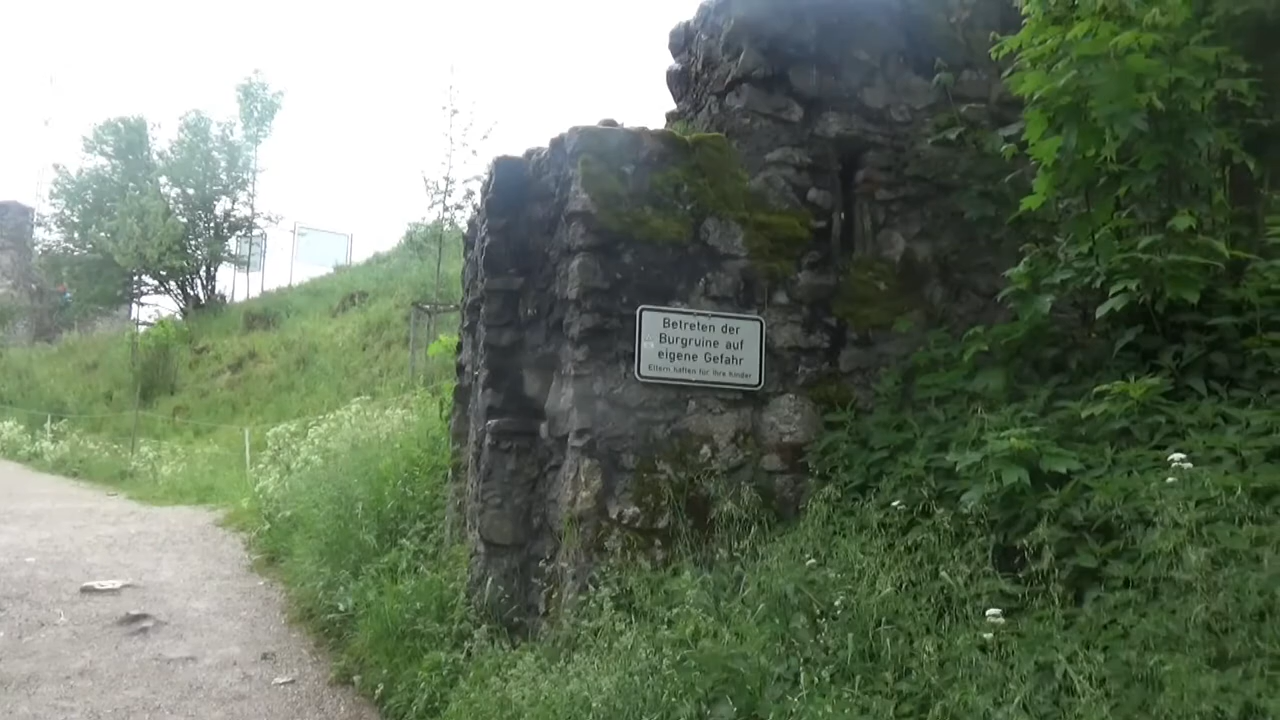 Betreten der
Burgruine auf
eigene Gefahr
Eltern haften für ihre Kinder